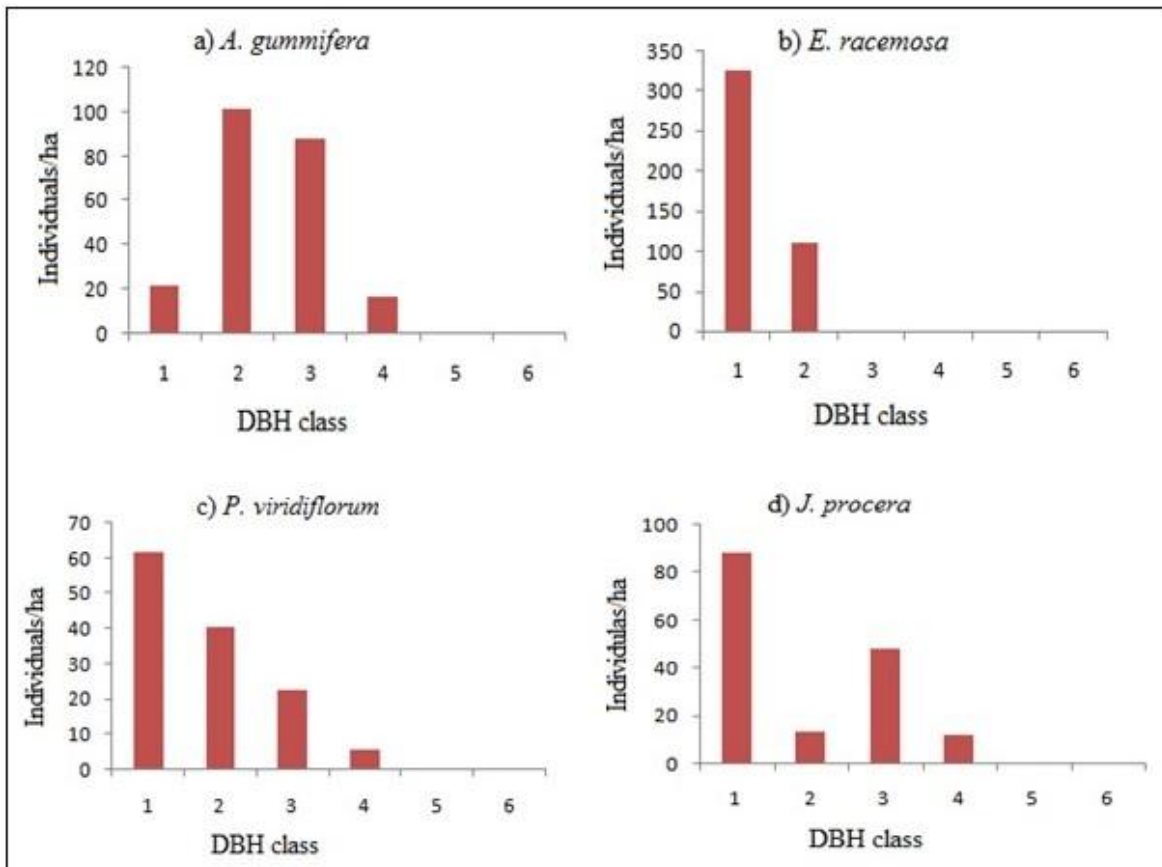 a) A. gummifera
120
100
80
60
40
20
0
Individuals/ha
1 2 3 4 5 6
DBH class
b) E. racemosa
350
300
250
200
150
100
50
0
Individuals/ha
1 2 3 4 5 6
DBH class
c) P. viridiflorum
70
60
50
40
30
20
10
0
Individuals/ha
1 2 3 4 5 6
DBH class
d) J. procera
100
80
60
40
20
0
Individulas/ha
1 2 3 4 5 6
DBH class